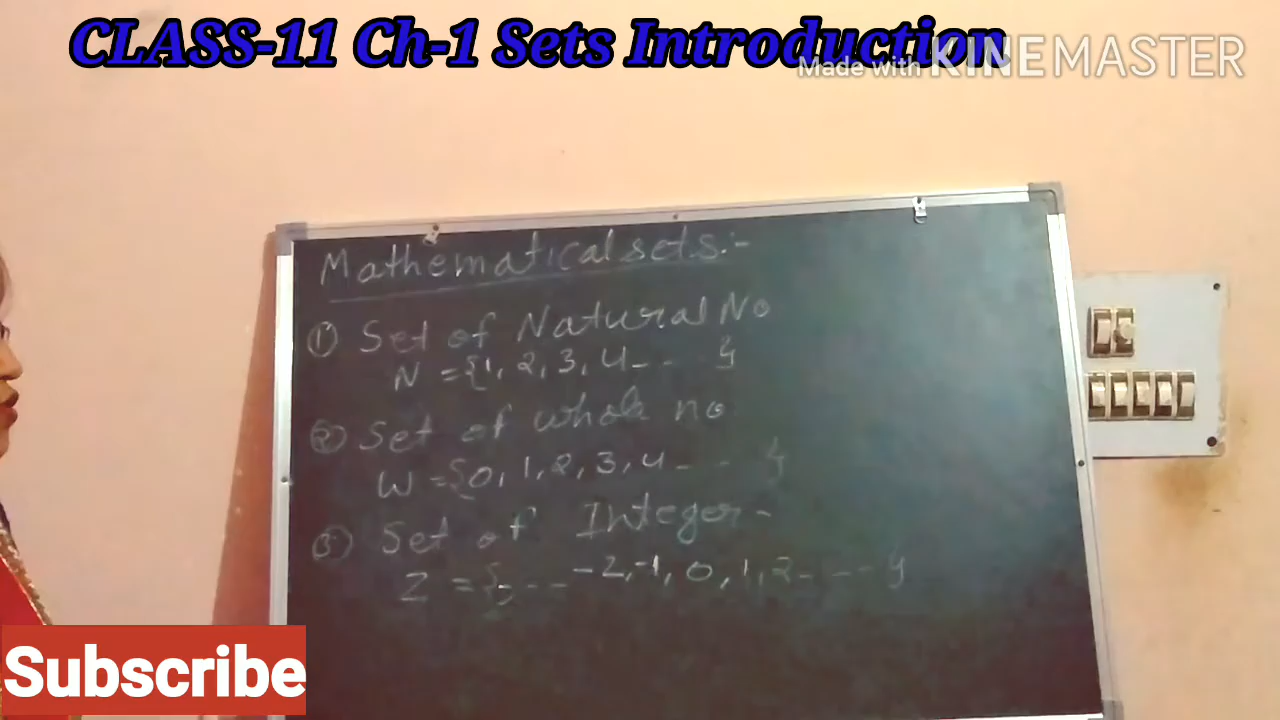 CLASS-11 Ch-1 Sets Introduction
Made with KINEMASTER
Mathematical sets:-
① Set of Natural No
N = {1, 2, 3, 4 - - - }
② Set of whole no
W = {0, 1, 2, 3, 4 - - - }
③ Set of Integer -
Z = { - - - -2, -1, 0, 1, 2 - - - }
Subscribe